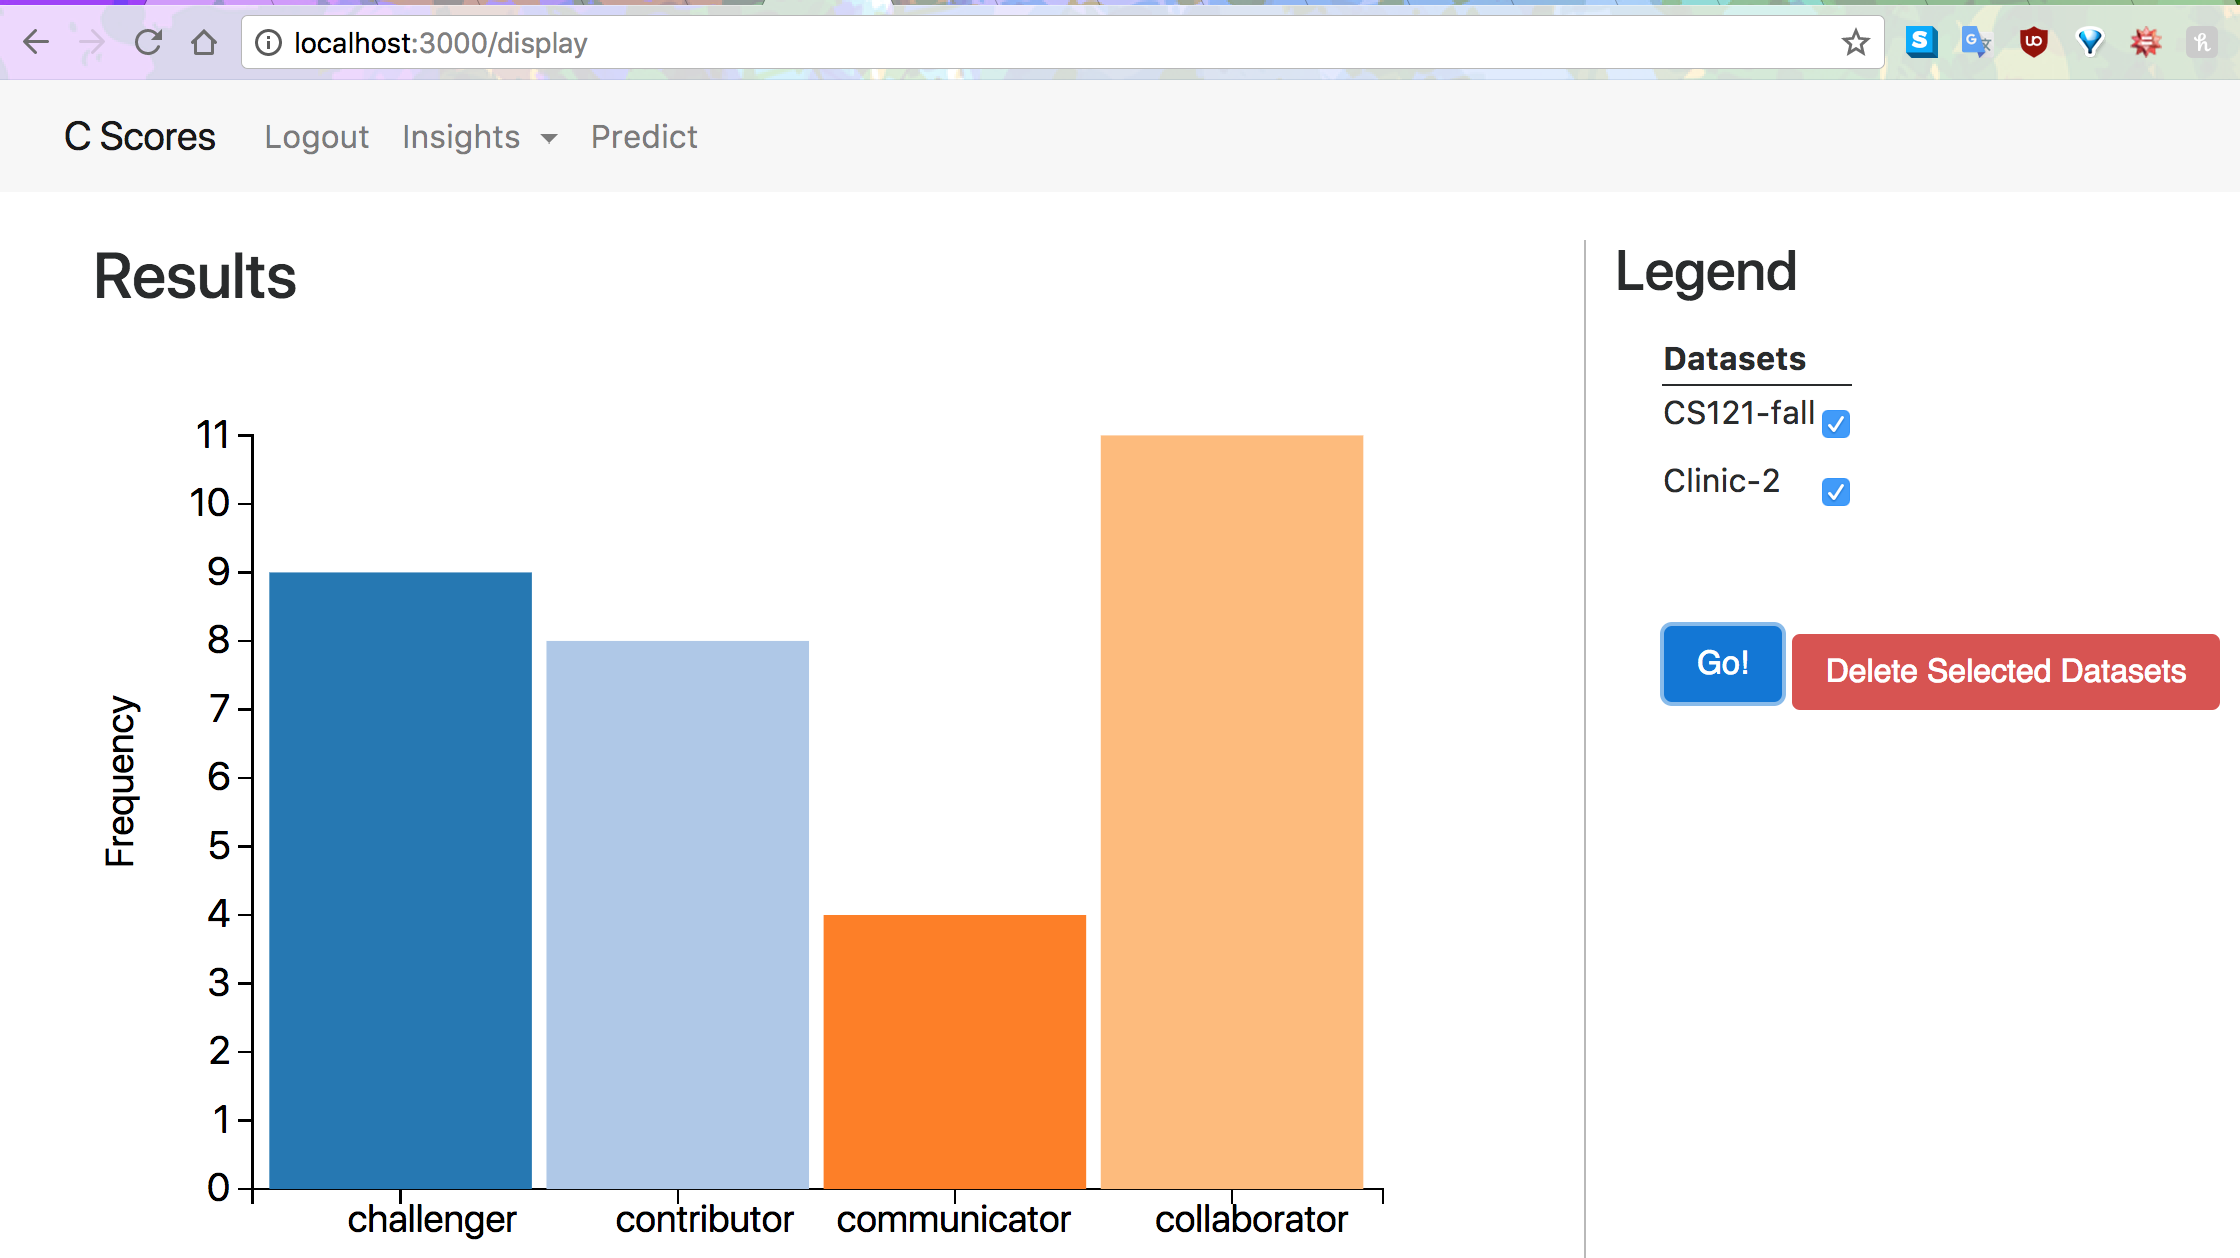 localhost:3000/display
C Scores Logout Insights Predict
Results
Legend
Datasets
CS121-fall
Clinic-2
Go!
Delete Selected Datasets
Frequency
11
10
9
8
7
6
5
4
3
2
1
0
challenger contributor communicator collaborator